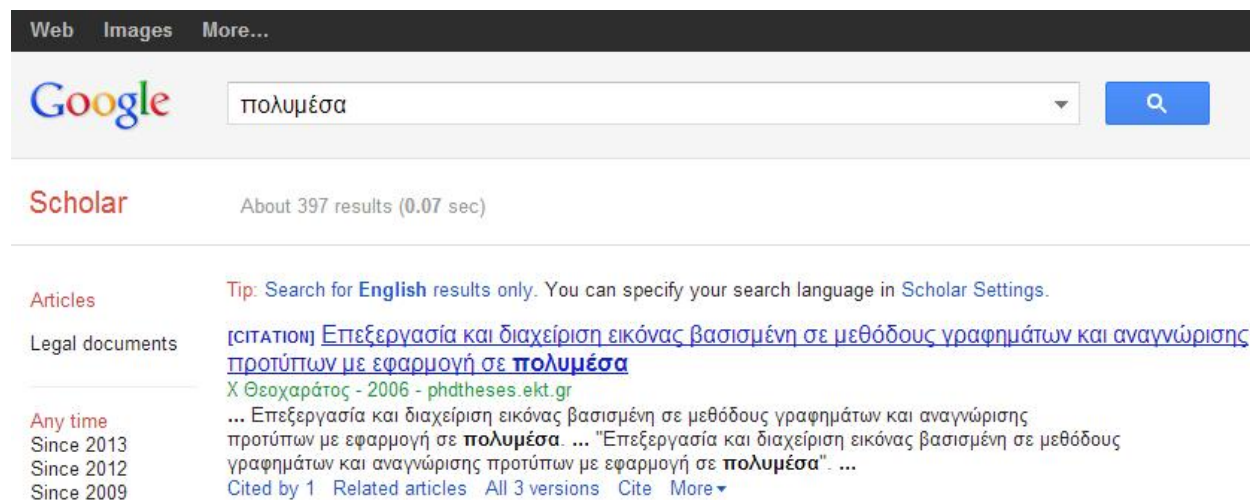 Web Images More...
Google πολυμέσα
Scholar About 397 results (0.07 sec)
Articles
Legal documents
Any time
Since 2013
Since 2012
Since 2009
Tip: Search for English results only. You can specify your search language in Scholar Settings.
[CITATION] Επεξεργασία και διαχείριση εικόνας βασισμένη σε μεθόδους γραφημάτων και αναγνώρισης
προτύπων με εφαρμογή σε πολυμέσα
Χ Θεοχαράτος - 2006 - phdtheses.ekt.gr
... Επεξεργασία και διαχείριση εικόνας βασισμένη σε μεθόδους γραφημάτων και αναγνώρισης
προτύπων με εφαρμογή σε πολυμέσα. ... "Επεξεργασία και διαχείριση εικόνας βασισμένη σε μεθόδους
γραφημάτων και αναγνώρισης προτύπων με εφαρμογή σε πολυμέσα". ...
Cited by 1 Related articles All 3 versions Cite More